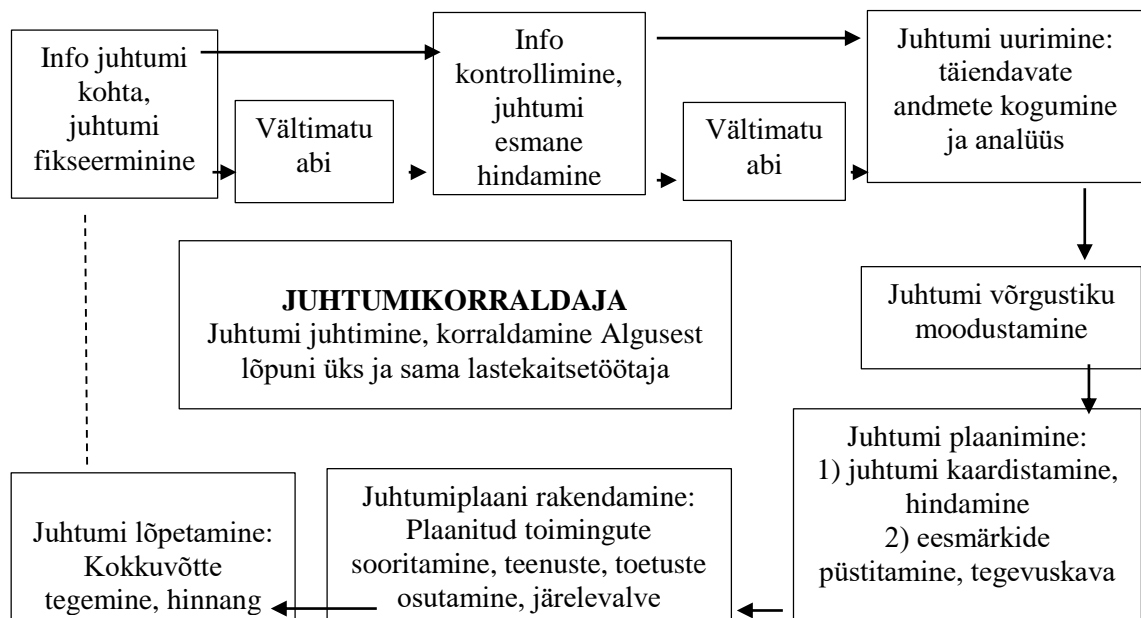 Info juhtumi
kohta,
juhtumi
fikseerminine
Vältimatu
abi
Info
kontrollimine,
juhtumi
esmane
hindamine
Vältimatu
abi
Juhtumi uurimine:
täiendavate
andmete kogumine
ja analüüs
JUHTUMIKORRALDAJA
Juhtumi juhtimine, korraldamine Algusest
lõpuni üks ja sama lastekaitsetöötaja
Juhtumi võrgustiku
moodustamine
Juhtumi plaanimine:
1) juhtumi kaardistamine,
hindamine
2) eesmärkide
püstitamine, tegevuskava
Juhtumiplaani rakendamine:
Plaanitud toimingute
sooritamine, teenuste, toetuste
osutamine, järelevalve
Juhtumi lõpetamine:
Kokkuvõtte
tegemine, hinnang